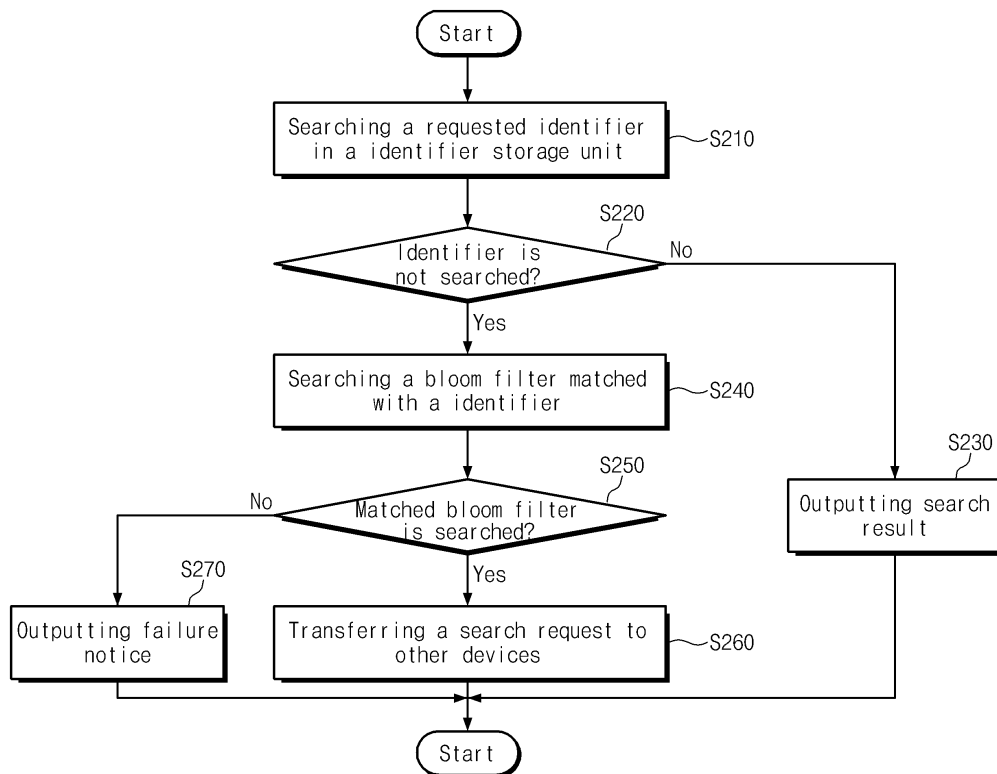 Start
Searching a requested identifier
in a identifier storage unit
S210
S220
Identifier is
not searched?
No
Yes
Searching a bloom filter matched
with a identifier
S240
S230
Outputting search
result
S250
No
Matched bloom filter
is searched?
Yes
S270
Outputting failure
notice
Transferring a search request to
other devices
S260
Start